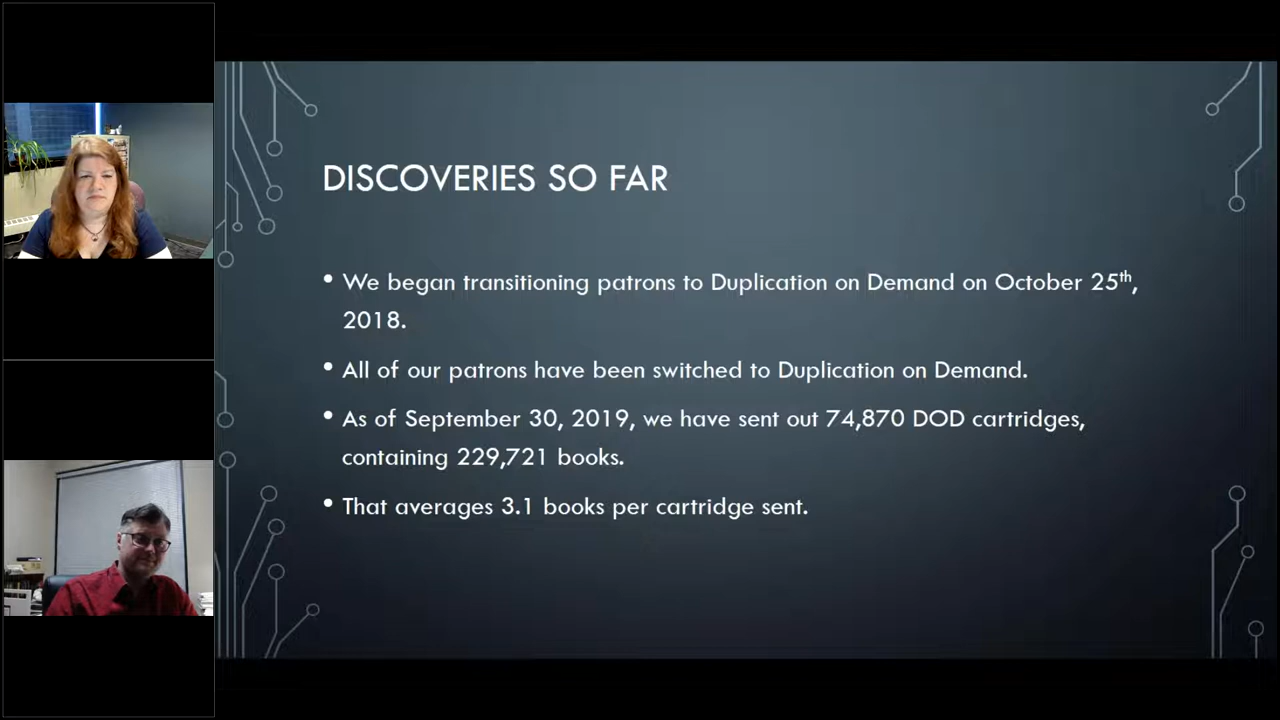 DISCOVERIES SO FAR
• We began transitioning patrons to Duplication on Demand on October 25th,
2018.
• All of our patrons have been switched to Duplication on Demand.
• As of September 30, 2019, we have sent out 74,870 DOD cartridges,
containing 229,721 books.
• That averages 3.1 books per cartridge sent.